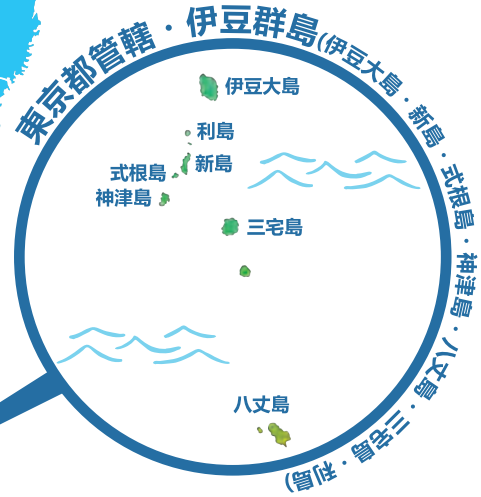 東京都管轄・伊豆群島(伊豆大島・新島・式根島・神津島・八丈島・三宅島・利島)
伊豆大島
利島
新島
式根島
神津島
三宅島
八丈島